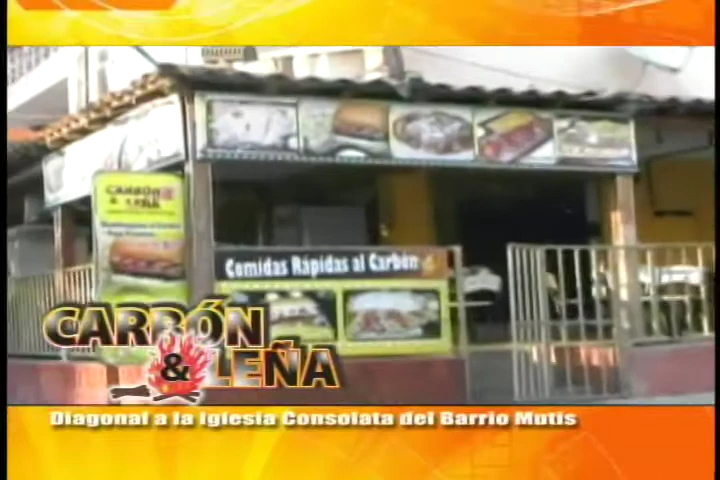 CARBÓN
& LEÑA
Comidas Rápidas al Carbón
CARBÓN
& LEÑA
Diagonal a la Iglesia Consolata del Barrio Mutis